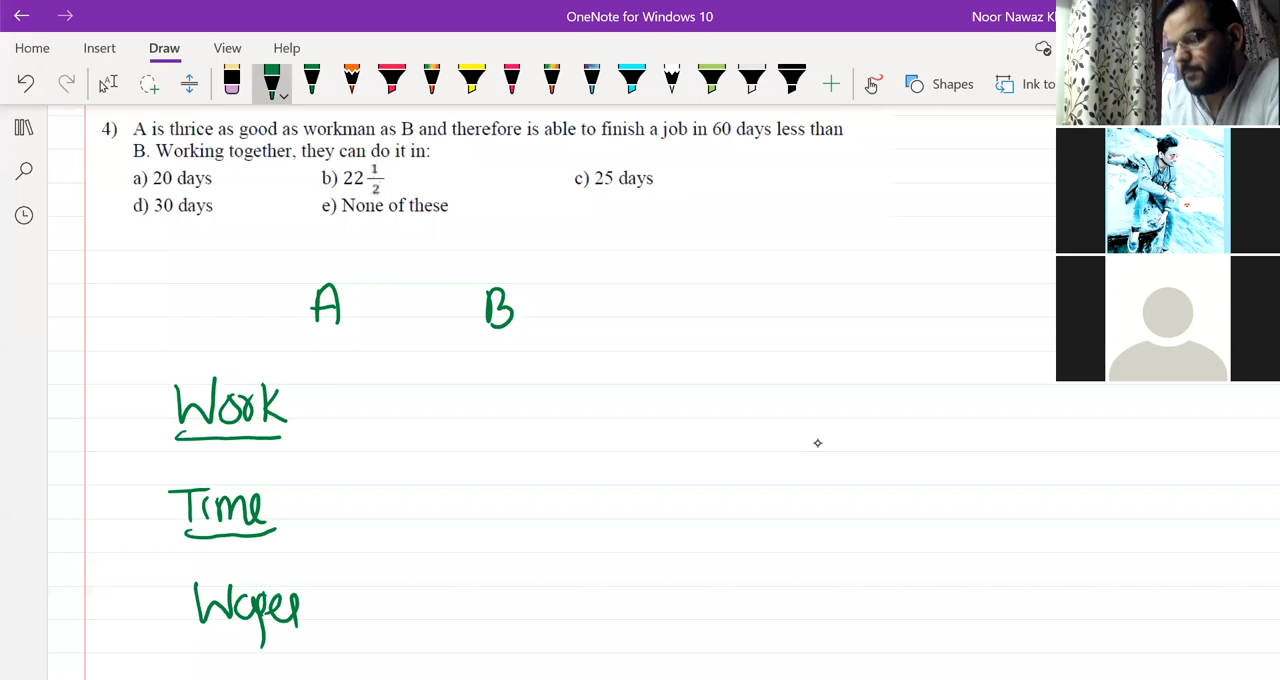 OneNote for Windows 10
Noor Nawaz Kh
Home Insert Draw View Help
Shapes
Ink to
4) A is thrice as good as workman as B and therefore is able to finish a job in 60 days less than
B. Working together, they can do it in:
a) 20 days b) 22 1/2 c) 25 days
d) 30 days e) None of these
A B
Work
Time
Wages